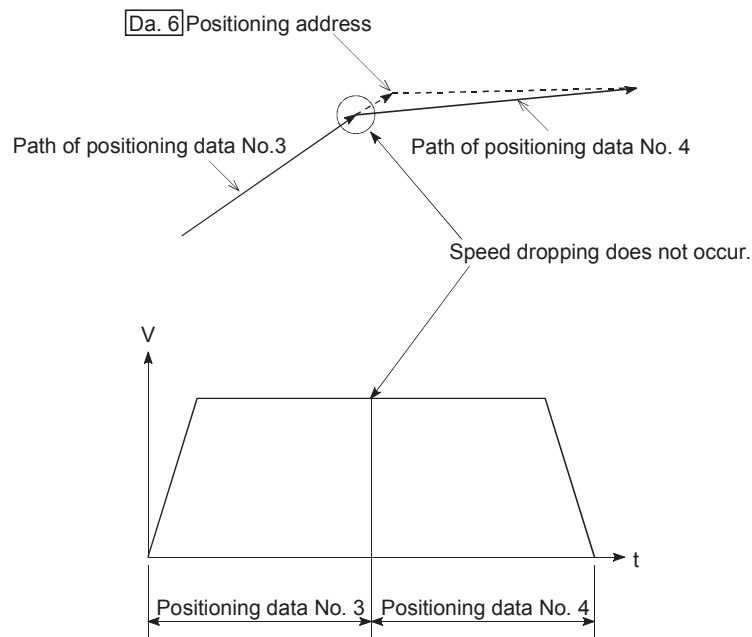 Da. 6 Positioning address
Path of positioning data No.3
Path of positioning data No. 4
Speed dropping does not occur.
V
t
Positioning data No. 3
Positioning data No. 4